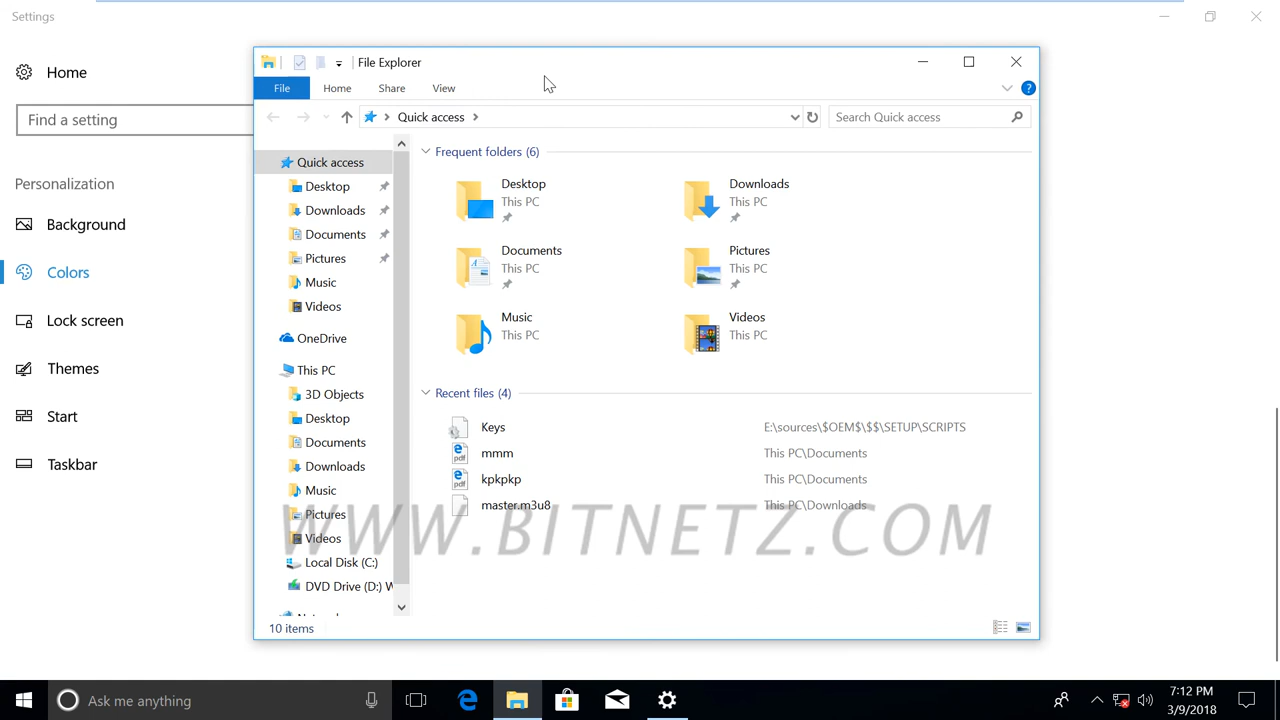 Settings
Home
Find a setting
Personalization
Background
Colors
Lock screen
Themes
Start
Taskbar
File Explorer
File Home Share View
Quick access
Search Quick access
Quick access
Desktop
Downloads
Documents
Pictures
Music
Videos
OneDrive
This PC
3D Objects
Desktop
Documents
Downloads
Music
Pictures
Videos
Local Disk (C:)
DVD Drive (D:) W
Frequent folders (6)
Desktop
This PC
Downloads
This PC
Documents
This PC
Pictures
This PC
Music
This PC
Videos
This PC
Recent files (4)
Keys E:\sources\$OEM$\$$\SETUP\SCRIPTS
mmm This PC\Documents
kpkpkp This PC\Documents
master.m3u8 This PC\Downloads
WWW.BITNETZ.COM
10 items
Ask me anything
7:12 PM
3/9/2018